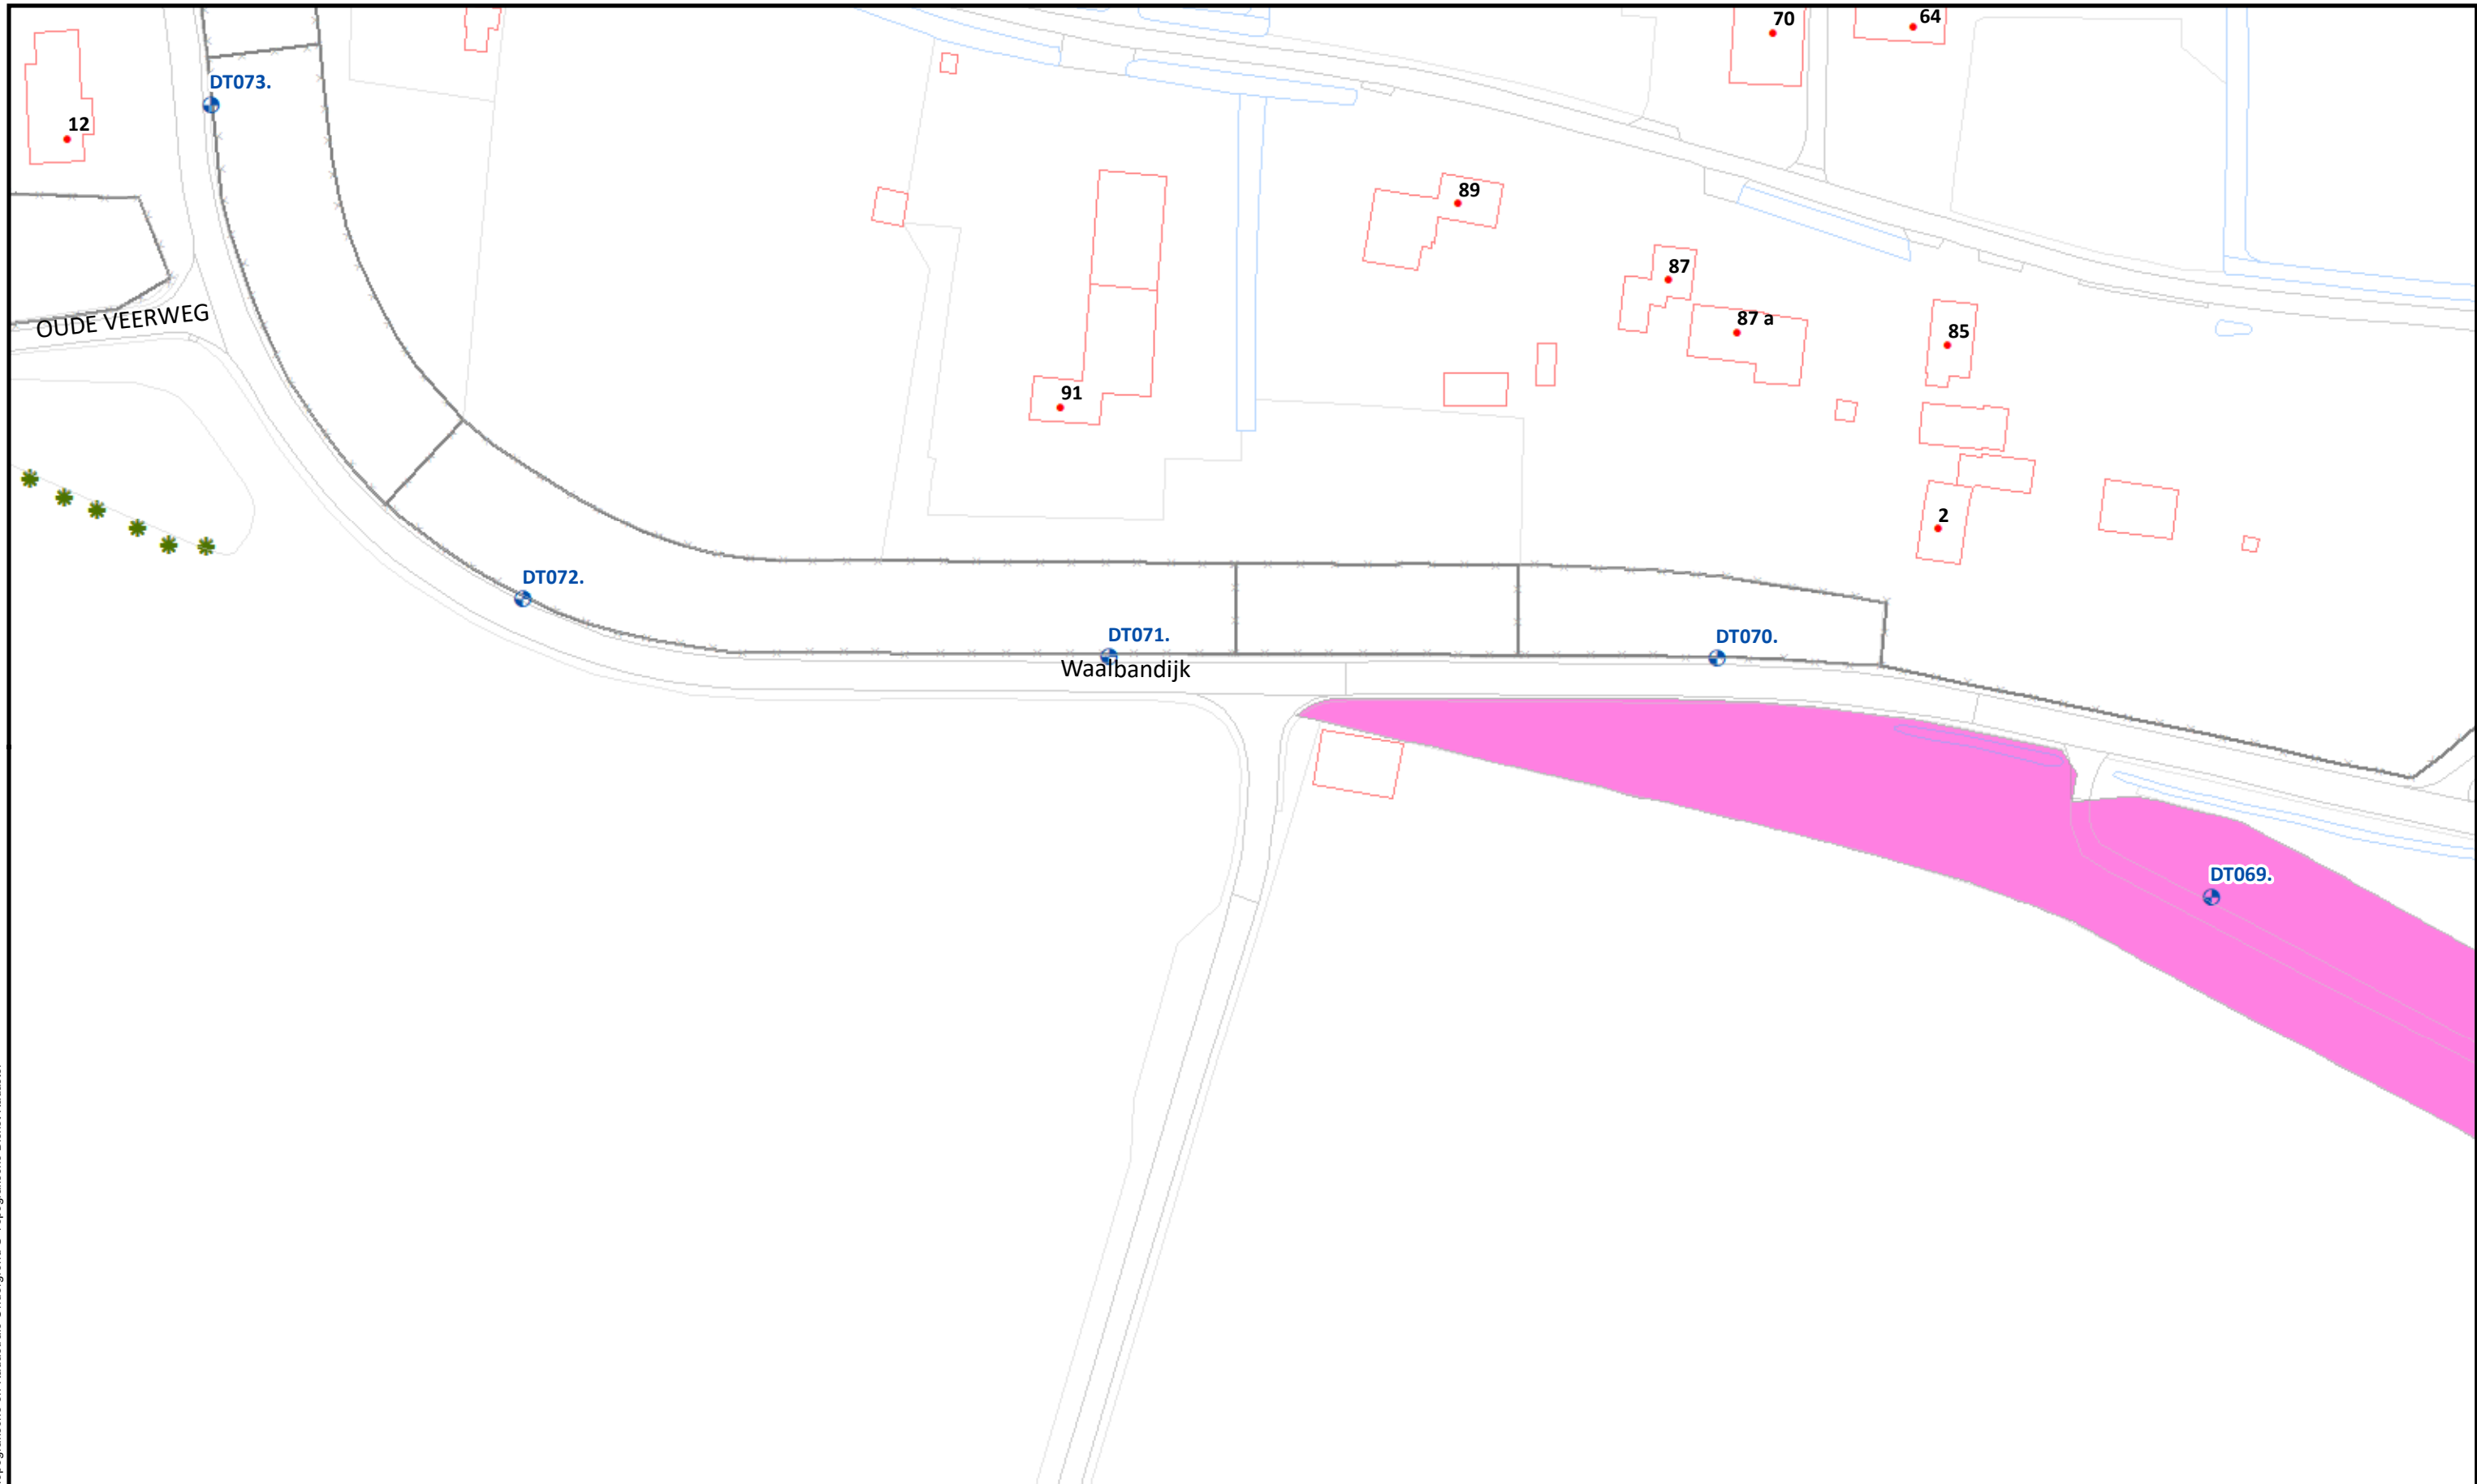 70
64
DT073.
12
89
87
87 a
85
OUDE VEERWEG
91
2
DT072.
DT071.
DT070.
Waalbandijk
DT069.